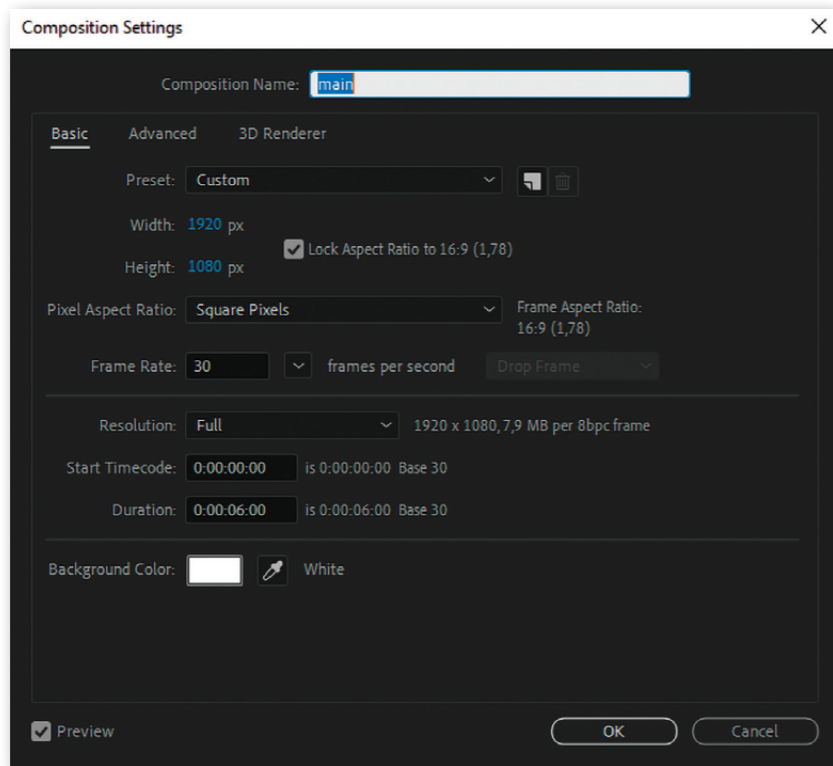 Composition Settings
Composition Name: main
Basic Advanced 3D Renderer
Preset: Custom
Width: 1920 px
Lock Aspect Ratio to 16:9 (1,78)
Height: 1080 px
Pixel Aspect Ratio: Square Pixels
Frame Aspect Ratio:
16:9 (1,78)
Frame Rate: 30 frames per second Drop Frame
Resolution: Full 1920 x 1080, 7,9 MB per 8bpc frame
Start Timecode: 0:00:00:00 is 0:00:00:00 Base 30
Duration: 0:00:06:00 is 0:00:06:00 Base 30
Background Color: White
Preview OK Cancel